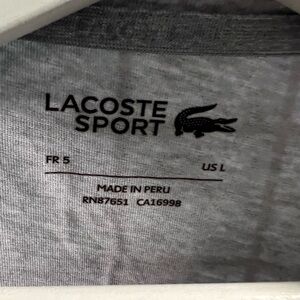 LACOSTE
SPORT
FR 5 US L
MADE IN PERU
RN87651 CA16998